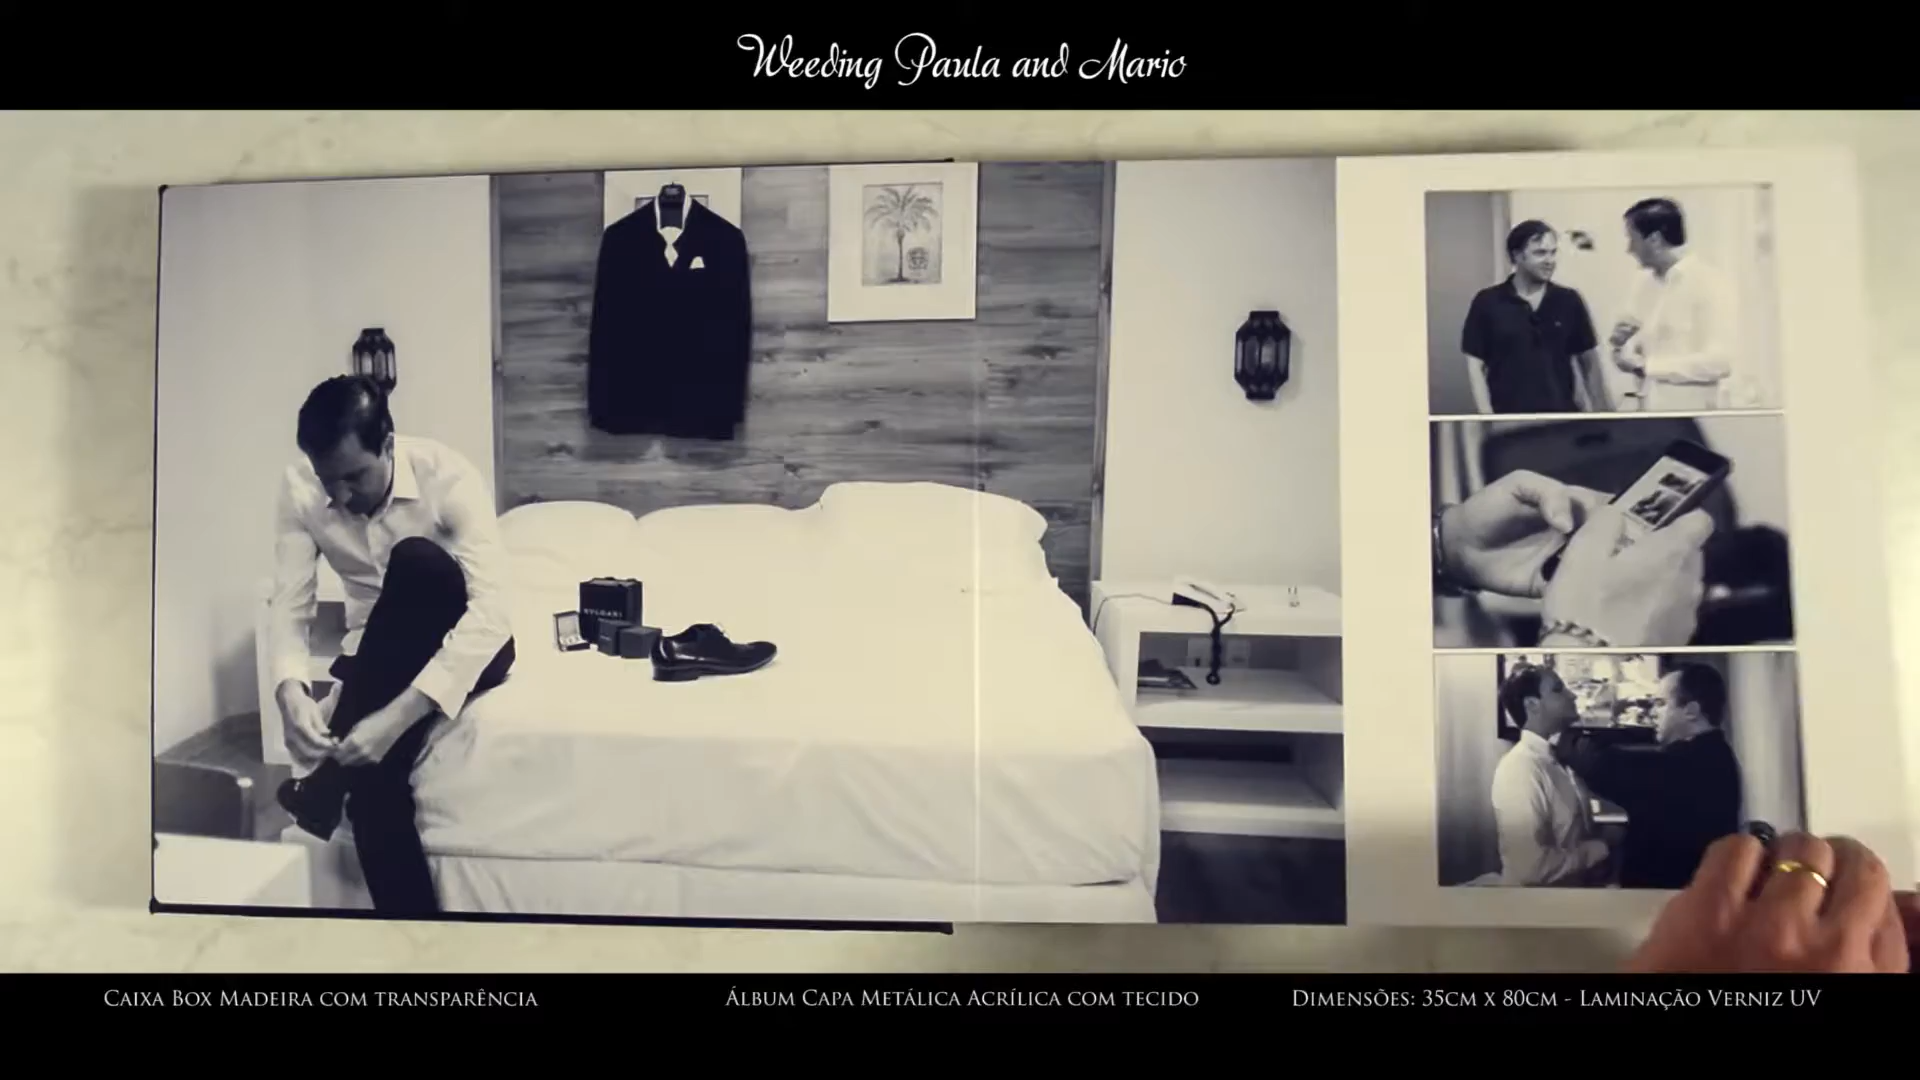 Weeding Paula and Mario
BVLGARI
Caixa Box Madeira com transparência
Álbum Capa Metálica Acrílica com tecido
Dimensões: 35cm x 80cm - Laminação Verniz UV